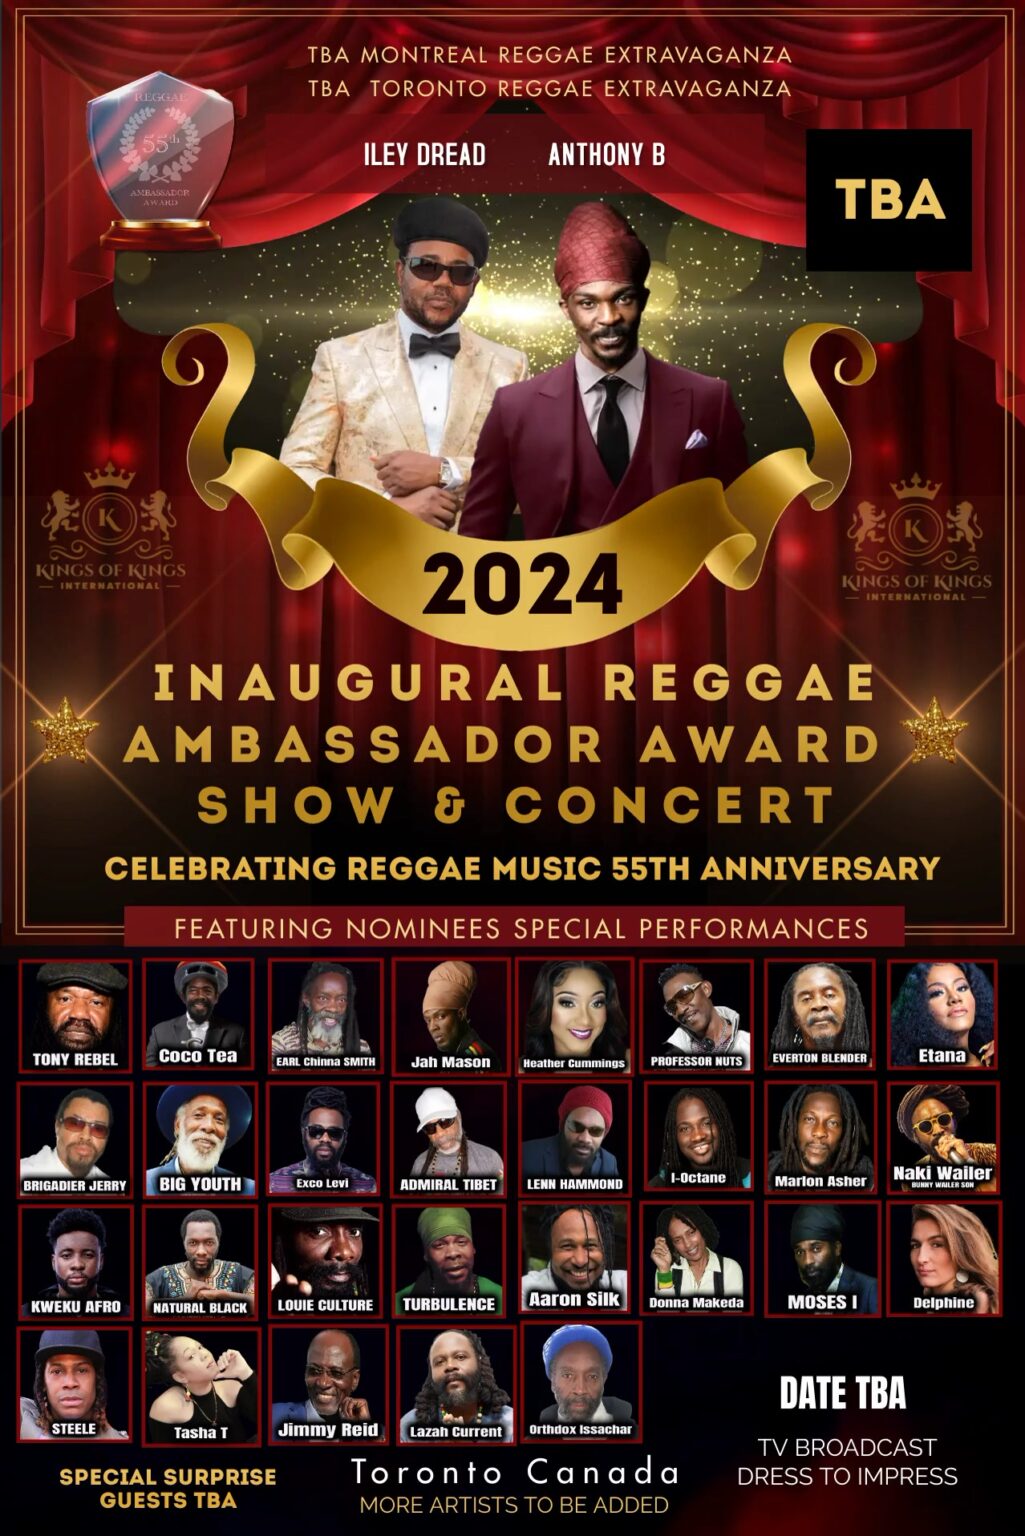 TBA MONTREAL REGGAE EXTRAVAGANZA
TBA TORONTO REGGAE EXTRAVAGANZA
REGGAE
55th
AMBASSADOR
AWARD
ILEY DREAD ANTHONY B
TBA
K
KINGS OF KINGS
INTERNATIONAL
K
KINGS OF KINGS
INTERNATIONAL
2024
INAUGURAL REGGAE
AMBASSADOR AWARD
SHOW & CONCERT
CELEBRATING REGGAE MUSIC 55TH ANNIVERSARY
FEATURING NOMINEES SPECIAL PERFORMANCES
TONY REBEL
Coco Tea
EARL Chinna SMITH
Jah Mason
Heather Cummings
PROFESSOR NUTS
EVERTON BLENDER
Etana
BRIGADIER JERRY
BIG YOUTH
Exco Levi
ADMIRAL TIBET
LENN HAMMOND
I-Octane
Marlon Asher
Naki Wailer
BUNNY WAILER SON
KWEKU AFRO
NATURAL BLACK
LOUIE CULTURE
TURBULENCE
Aaron Silk
Donna Makeda
MOSES I
Delphine
STEELE
Tasha T
Jimmy Reid
Lazah Current
Orthdox Issachar
DATE TBA
TV BROADCAST
DRESS TO IMPRESS
SPECIAL SURPRISE
GUESTS TBA
Toronto Canada
MORE ARTISTS TO BE ADDED